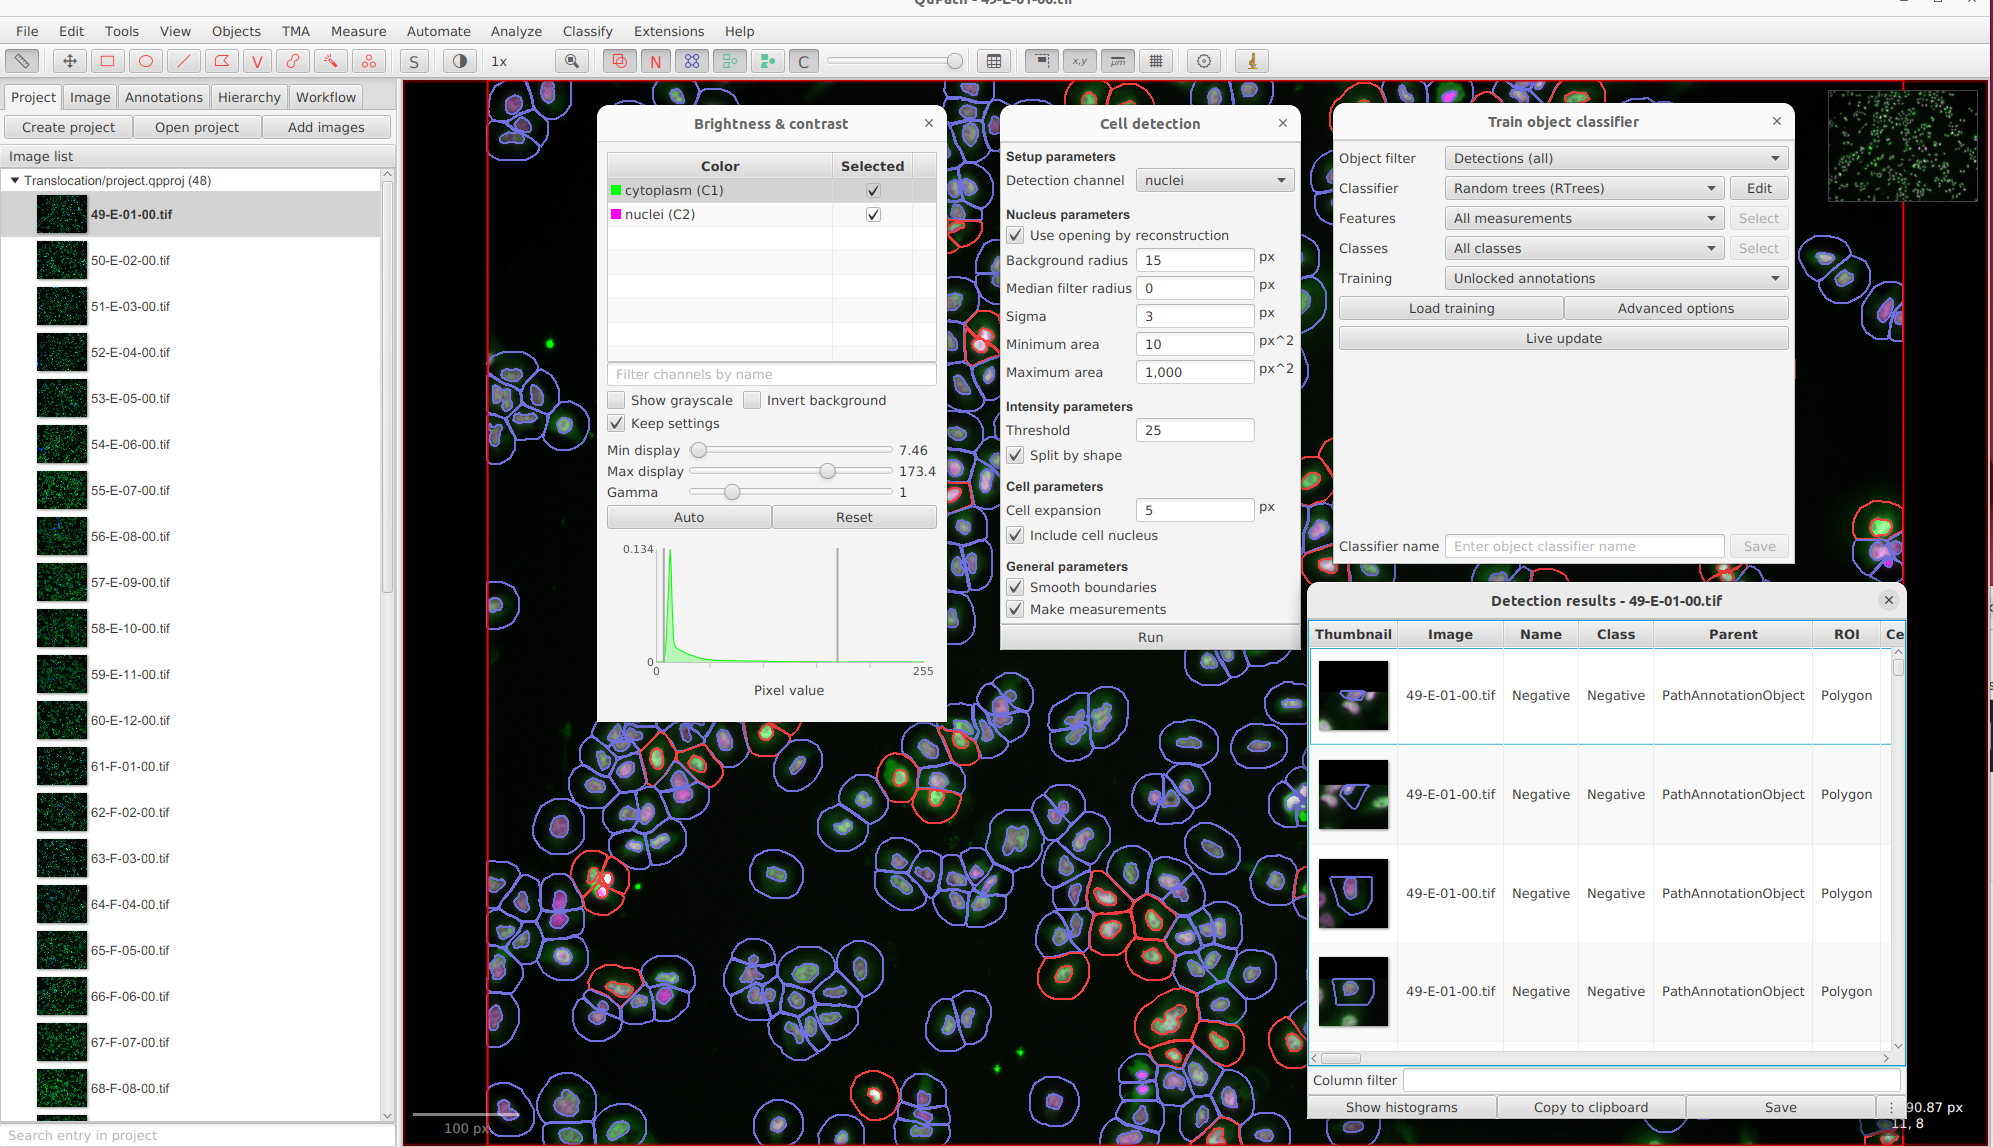 QuPath - 49-E-01-00.tif
File Edit Tools View Objects TMA Measure Automate Analyze Classify Extensions Help
S 1x N C x,y µm
Project Image Annotations Hierarchy Workflow
Create project Open project Add images
Image list
Translocation/project.qpproj (48)
49-E-01-00.tif
50-E-02-00.tif
51-E-03-00.tif
52-E-04-00.tif
53-E-05-00.tif
54-E-06-00.tif
55-E-07-00.tif
56-E-08-00.tif
57-E-09-00.tif
58-E-10-00.tif
59-E-11-00.tif
60-E-12-00.tif
61-F-01-00.tif
62-F-02-00.tif
63-F-03-00.tif
64-F-04-00.tif
65-F-05-00.tif
66-F-06-00.tif
67-F-07-00.tif
68-F-08-00.tif
Search entry in project
Brightness & contrast
Color Selected
cytoplasm (C1)
nuclei (C2)
Filter channels by name
Show grayscale Invert background
Keep settings
Min display 7.46
Max display 173.4
Gamma 1
Auto Reset
0.134
0
0 255
Pixel value
Cell detection
Setup parameters
Detection channel nuclei
Nucleus parameters
Use opening by reconstruction
Background radius 15 px
Median filter radius 0 px
Sigma 3 px
Minimum area 10 px^2
Maximum area 1,000 px^2
Intensity parameters
Threshold 25
Split by shape
Cell parameters
Cell expansion 5 px
Include cell nucleus
General parameters
Smooth boundaries
Make measurements
Run
Train object classifier
Object filter Detections (all)
Classifier Random trees (RTrees) Edit
Features All measurements Select
Classes All classes Select
Training Unlocked annotations
Load training Advanced options
Live update
Classifier name Enter object classifier name Save
Detection results - 49-E-01-00.tif
Thumbnail Image Name Class Parent ROI Ce
49-E-01-00.tif Negative Negative PathAnnotationObject Polygon
49-E-01-00.tif Negative Negative PathAnnotationObject Polygon
49-E-01-00.tif Negative Negative PathAnnotationObject Polygon
49-E-01-00.tif Negative Negative PathAnnotationObject Polygon
Column filter
Show histograms Copy to clipboard Save
100 px
90.87 px
11, 8